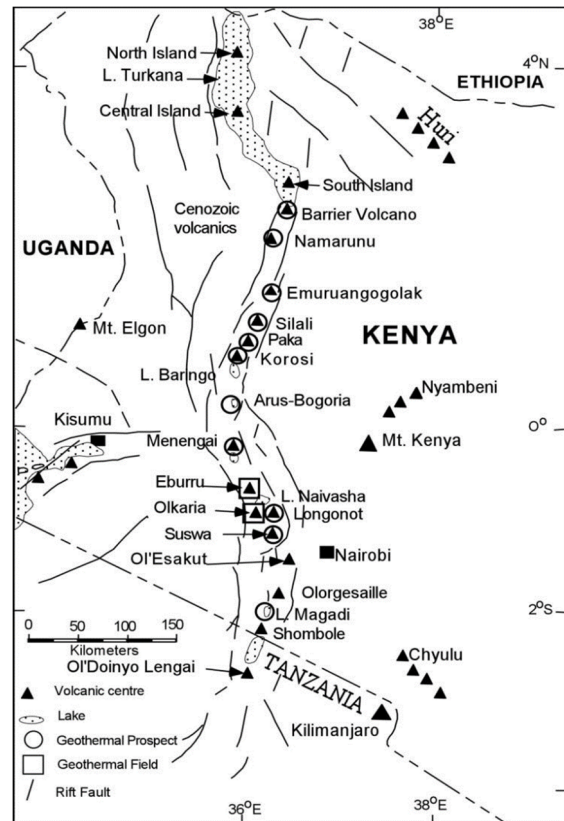 38°E
4°N
North Island
L. Turkana
ETHIOPIA
Central Island
Huri
South Island
Cenozoic
volcanics
Barrier Volcano
UGANDA
Namarunu
Emuruangogolak
Mt. Elgon
Silali
KENYA
Paka
Korosi
L. Baringo
Nyambeni
Arus-Bogoria
Kisumu
0°
Menengai
Mt. Kenya
Eburru
L. Naivasha
Olkaria
Longonot
Suswa
Nairobi
Ol'Esakut
Olorgesaille
L. Magadi
2°S
0 50 100 150
Shombole
Kilometers
Ol'Doinyo Lengai
TANZANIA
Chyulu
Volcanic centre
Lake
Kilimanjaro
Geothermal Prospect
Geothermal Field
Rift Fault
36°E
38°E